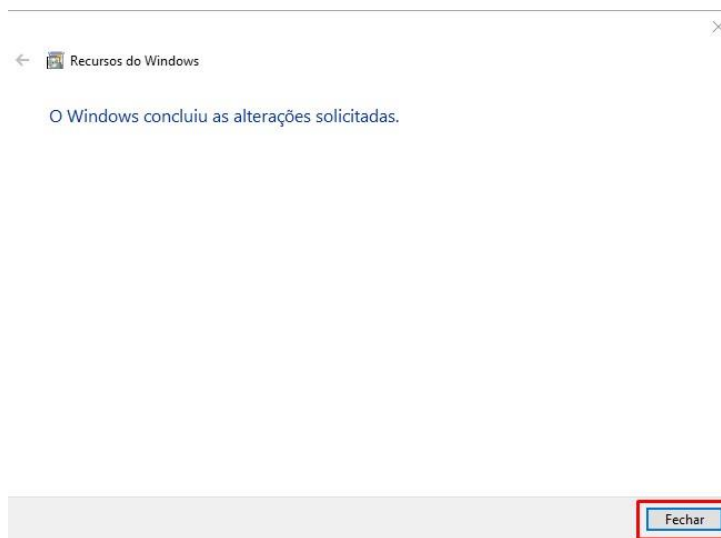 Recursos do Windows
O Windows concluiu as alterações solicitadas.
Fechar